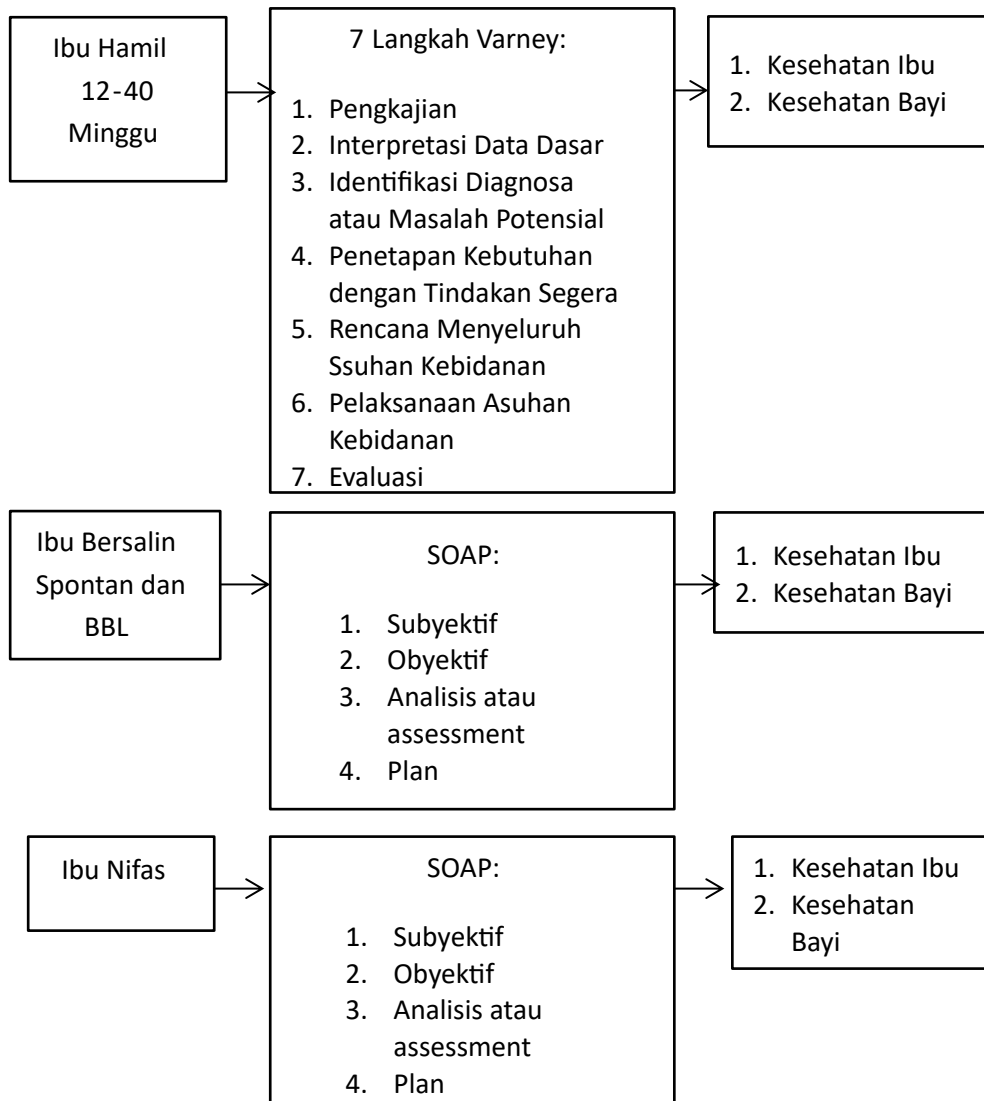 Ibu Hamil
12-40
Minggu
7 Langkah Varney:
1. Pengkajian
2. Interpretasi Data Dasar
3. Identifikasi Diagnosa
atau Masalah Potensial
4. Penetapan Kebutuhan
dengan Tindakan Segera
5. Rencana Menyeluruh
Ssuhan Kebidanan
6. Pelaksanaan Asuhan
Kebidanan
7. Evaluasi
1. Kesehatan Ibu
2. Kesehatan Bayi
Ibu Bersalin
Spontan dan
BBL
SOAP:
1. Subyektif
2. Obyektif
3. Analisis atau
assessment
4. Plan
1. Kesehatan Ibu
2. Kesehatan Bayi
Ibu Nifas
SOAP:
1. Subyektif
2. Obyektif
3. Analisis atau
assessment
4. Plan
1. Kesehatan Ibu
2. Kesehatan
Bayi